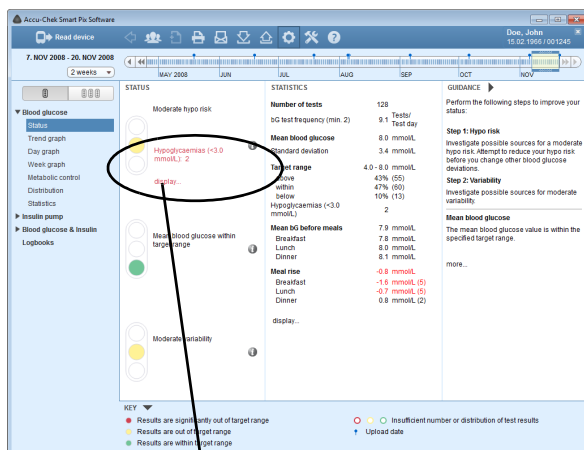 Accu-Chek Smart Pix Software
Read device
Doe, John
15.02.1966 / 001245
7. NOV 2008 - 20. NOV 2008
2 weeks
MAY 2008 JUN JUL AUG SEP OCT NOV
Blood glucose
Status
Trend graph
Day graph
Week graph
Metabolic control
Distribution
Statistics
Insulin pump
Blood glucose & Insulin
Logbooks
STATUS
Moderate hypo risk
Hypoglycaemias (<3.0
mmol/L): 2
display...
Mean blood glucose within
target range
Moderate variability
STATISTICS
Number of tests 128
bG test frequency (min. 2) 9.1 Tests/
Test day
Mean blood glucose 8.0 mmol/L
Standard deviation 3.4 mmol/L
Target range 4.0 - 8.0 mmol/L
above 43% (55)
within 47% (60)
below 10% (13)
Hypoglycaemias (<3.0
mmol/L) 2
Mean bG before meals 7.9 mmol/L
Breakfast 7.8 mmol/L
Lunch 8.0 mmol/L
Dinner 8.1 mmol/L
Meal rise -0.8 mmol/L
Breakfast -1.6 mmol/L (5)
Lunch -0.7 mmol/L (5)
Dinner 0.8 mmol/L (2)
display...
GUIDANCE
Perform the following steps to improve your
status:
Step 1: Hypo risk
Investigate possible sources for a moderate
hypo risk. Attempt to reduce your hypo risk
before you change other blood glucose
deviations.
Step 2: Variability
Investigate possible sources for moderate
variability.
Mean blood glucose
The mean blood glucose value is within the
specified target range.
more...
KEY
Results are significantly out of target range
Results are out of target range
Results are within target range
Insufficient number or distribution of test results
Upload date